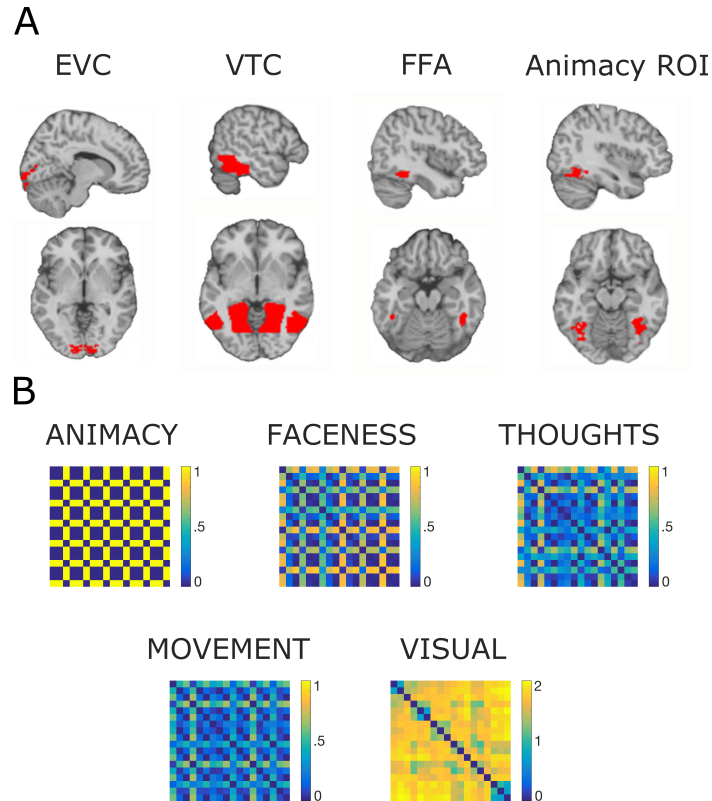 A
EVC VTC FFA Animacy ROI
B
ANIMACY FACENESS THOUGHTS
1 1 1
.5 .5 .5
0 0 0
MOVEMENT VISUAL
1 2
.5 1
0 0